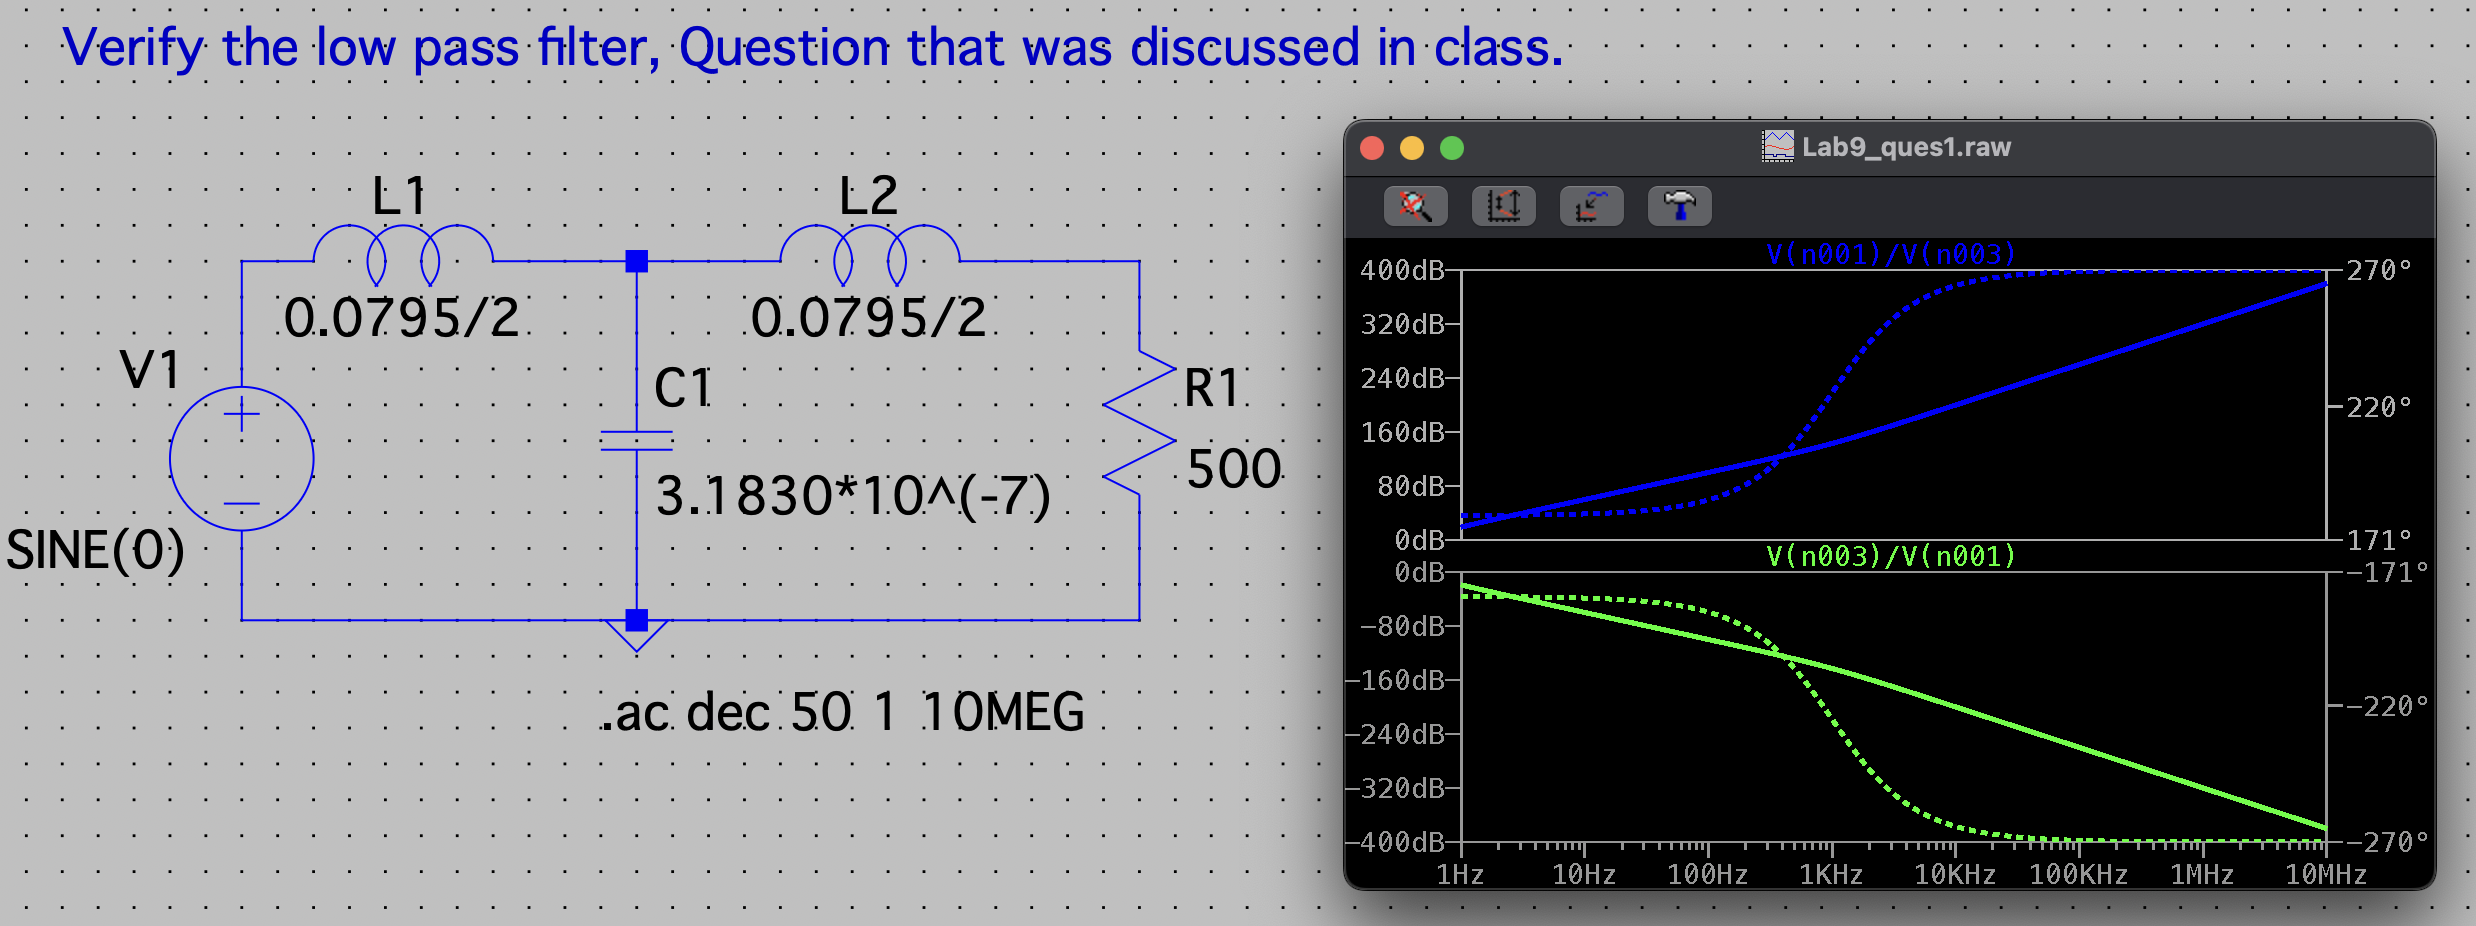 Verify the low pass filter, Question that was discussed in class.
L1
L2
0.0795/2
0.0795/2
V1
C1
R1
500
3.1830*10^(-7)
SINE(0)
.ac dec 50 1 10MEG
Lab9_ques1.raw
V(n001)/V(n003)
400dB
270°
320dB
240dB
220°
160dB
80dB
0dB
171°
V(n003)/V(n001)
0dB
-171°
-80dB
-160dB
-220°
-240dB
-320dB
-400dB
-270°
1Hz 10Hz 100Hz 1KHz 10KHz 100KHz 1MHz 10MHz